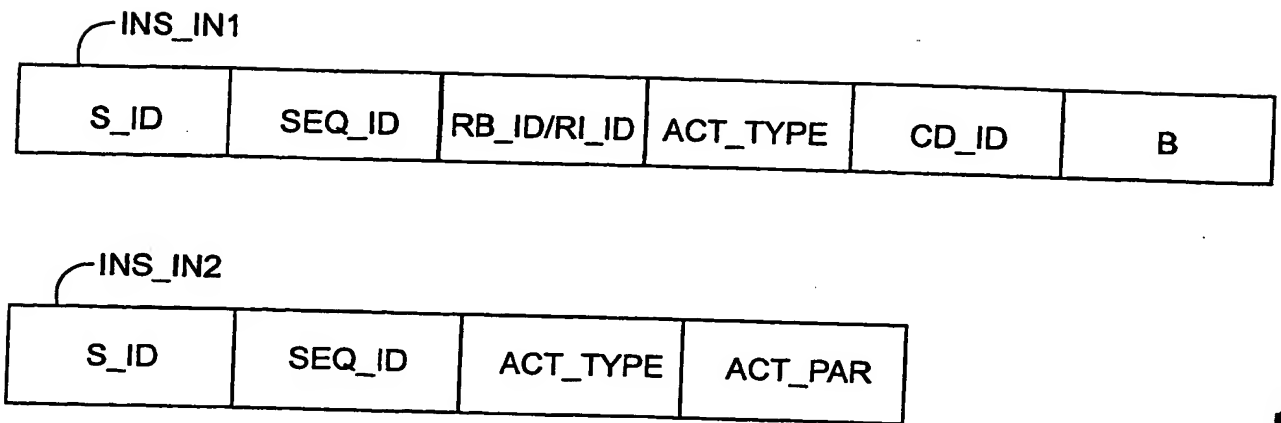 INS_IN1
S_ID SEQ_ID RB_ID/RI_ID ACT_TYPE CD_ID B
INS_IN2
S_ID SEQ_ID ACT_TYPE ACT_PAR